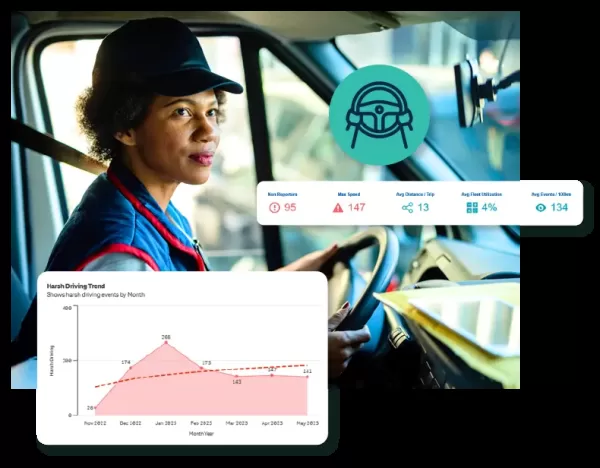 Non Reporters
Max Speed
Avg Distance / Trip
Avg Fleet Utilization
Avg Events / 100km
95
147
13
4%
134
Harsh Driving Trend
Shows harsh driving events by Month
Harsh Driving
400
200
0
174
268
173
143
147
141
Nov 2022
Dec 2022
Jan 2023
Feb 2023
Mar 2023
Apr 2023
May 2023
Month Year